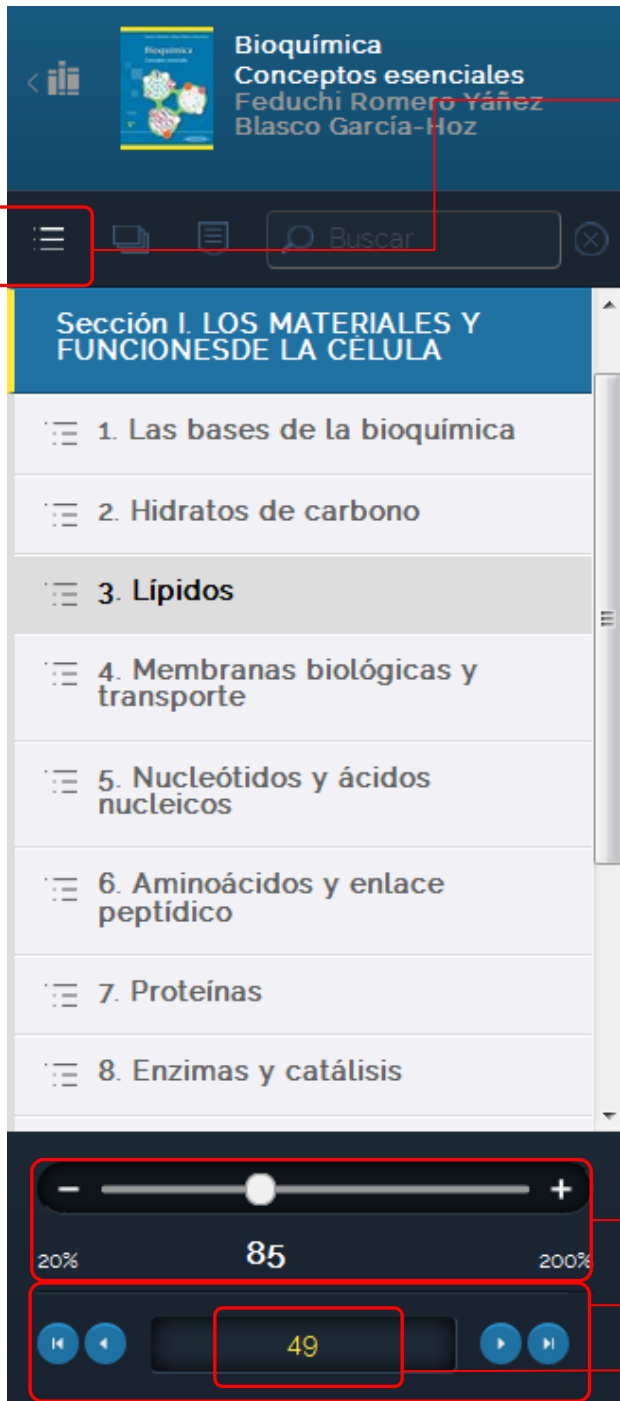 Bioquímica
Conceptos esenciales
Feduchi Romero Yáñez
Blasco García-Hoz
Bioquímica
Buscar
Sección I. LOS MATERIALES Y
FUNCIONESDE LA CÉLULA
1. Las bases de la bioquímica
2. Hidratos de carbono
3. Lípidos
4. Membranas biológicas y
transporte
5. Nucleótidos y ácidos
nucleicos
6. Aminoácidos y enlace
peptídico
7. Proteínas
8. Enzimas y catálisis
- +
20% 85 200%
49